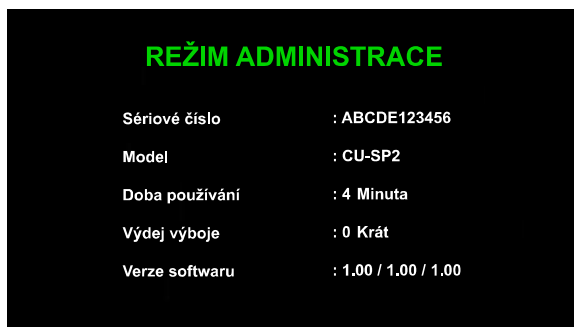 REŽIM ADMINISTRACE
Sériové číslo : ABCDE123456
Model : CU-SP2
Doba používání : 4 Minuta
Výdej výboje : 0 Krát
Verze softwaru : 1.00 / 1.00 / 1.00